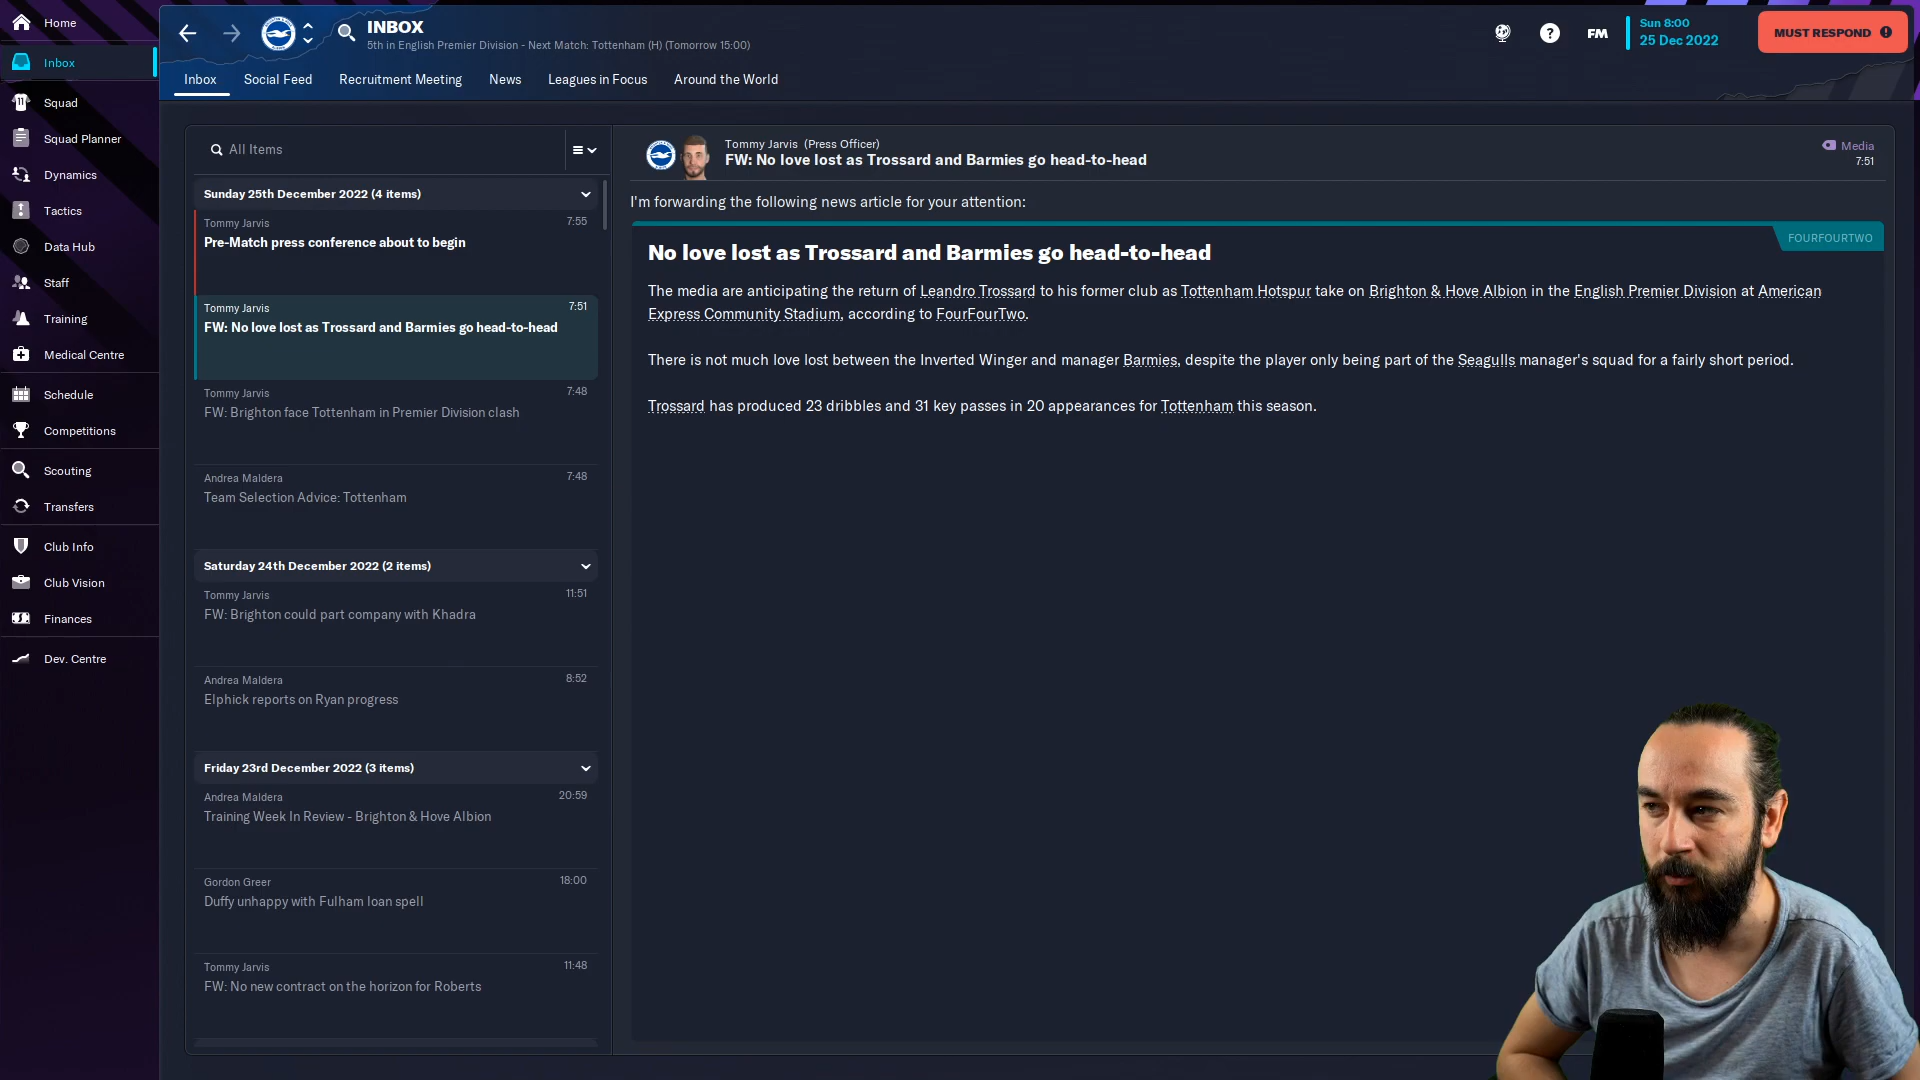 Home
Inbox
Squad
Squad Planner
Dynamics
Tactics
Data Hub
Staff
Training
Medical Centre
Schedule
Competitions
Scouting
Transfers
Club Info
Club Vision
Finances
Dev. Centre
INBOX
5th in English Premier Division - Next Match: Tottenham (H) (Tomorrow 15:00)
FM
Sun 8:00
25 Dec 2022
MUST RESPOND
Inbox Social Feed Recruitment Meeting News Leagues in Focus Around the World
All Items
Sunday 25th December 2022 (4 items)
Tommy Jarvis 7:55
Pre-Match press conference about to begin
Tommy Jarvis 7:51
FW: No love lost as Trossard and Barmies go head-to-head
Tommy Jarvis 7:48
FW: Brighton face Tottenham in Premier Division clash
Andrea Maldera 7:48
Team Selection Advice: Tottenham
Saturday 24th December 2022 (2 items)
Tommy Jarvis 11:51
FW: Brighton could part company with Khadra
Andrea Maldera 8:52
Elphick reports on Ryan progress
Friday 23rd December 2022 (3 items)
Andrea Maldera 20:59
Training Week In Review - Brighton & Hove Albion
Gordon Greer 18:00
Duffy unhappy with Fulham loan spell
Tommy Jarvis 11:48
FW: No new contract on the horizon for Roberts
Tommy Jarvis (Press Officer)
FW: No love lost as Trossard and Barmies go head-to-head
Media
7:51
I'm forwarding the following news article for your attention:
FOURFOURTWO
No love lost as Trossard and Barmies go head-to-head
The media are anticipating the return of Leandro Trossard to his former club as Tottenham Hotspur take on Brighton & Hove Albion in the English Premier Division at American
Express Community Stadium, according to FourFourTwo.
There is not much love lost between the Inverted Winger and manager Barmies, despite the player only being part of the Seagulls manager's squad for a fairly short period.
Trossard has produced 23 dribbles and 31 key passes in 20 appearances for Tottenham this season.